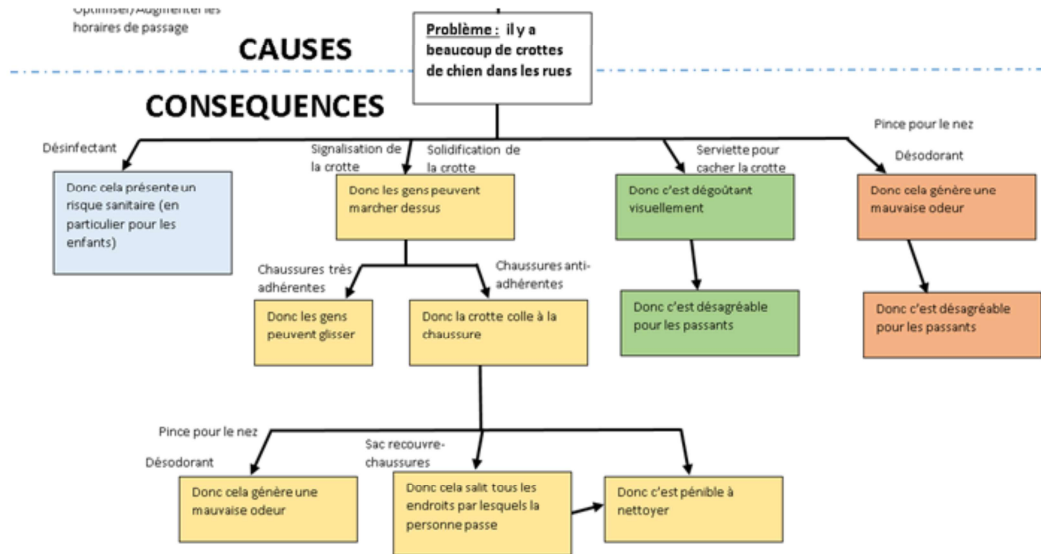 Optimiser/Augmenter les
horaires de passage
CAUSES
Problème : il y a
beaucoup de crottes
de chien dans les rues
CONSEQUENCES
Désinfectant
Signalisation de
la crotte
Solidification de
la crotte
Serviette pour
cacher la crotte
Pince pour le nez
Désodorant
Donc cela présente un
risque sanitaire (en
particulier pour les
enfants)
Donc les gens peuvent
marcher dessus
Donc c'est dégoûtant
visuellement
Donc cela génère une
mauvaise odeur
Chaussures très
adhérentes
Chaussures anti-
adhérentes
Donc les gens
peuvent glisser
Donc la crotte colle à la
chaussure
Donc c'est désagréable
pour les passants
Donc c'est désagréable
pour les passants
Pince pour le nez
Désodorant
Sac recouvre-
chaussures
Donc cela génère une
mauvaise odeur
Donc cela salit tous les
endroits par lesquels la
personne passe
Donc c'est pénible à
nettoyer